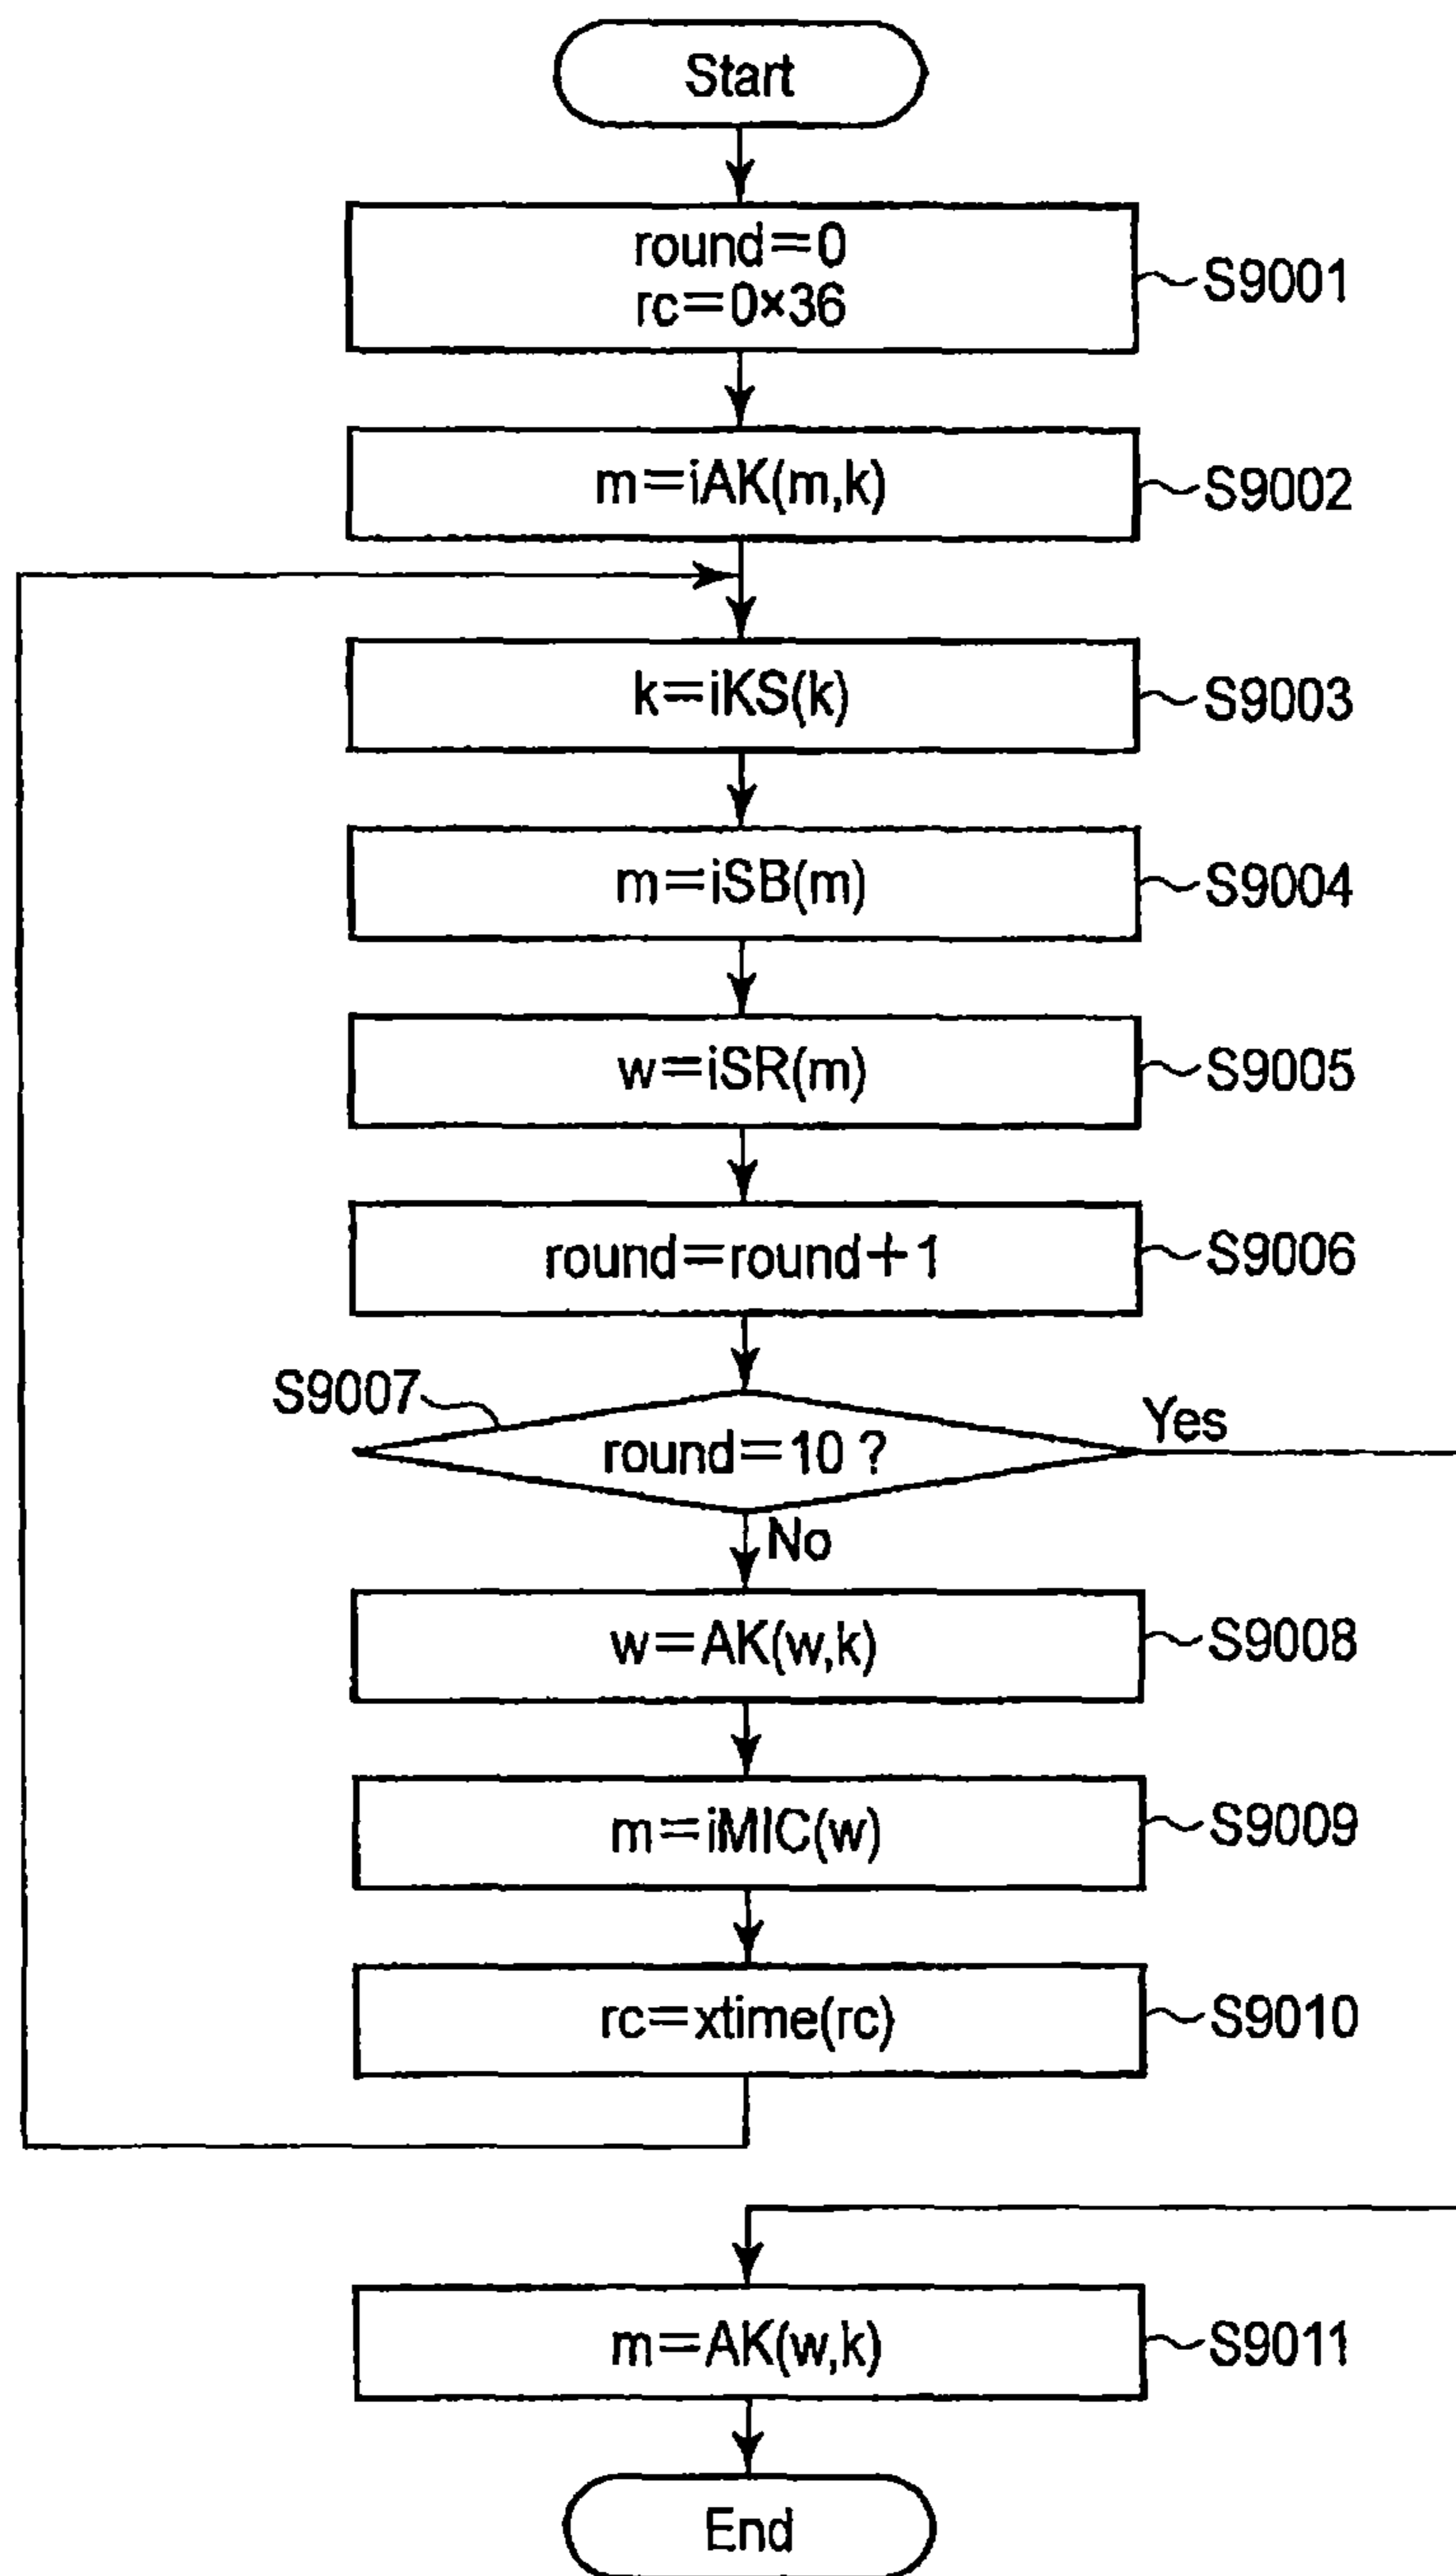 Start
round=0
rc=0×36
S9001
m=iAK(m,k)
S9002
k=iKS(k)
S9003
m=iSB(m)
S9004
w=iSR(m)
S9005
round=round+1
S9006
S9007
round=10 ?
Yes
No
w=AK(w,k)
S9008
m=iMIC(w)
S9009
rc=xtime(rc)
S9010
m=AK(w,k)
S9011
End